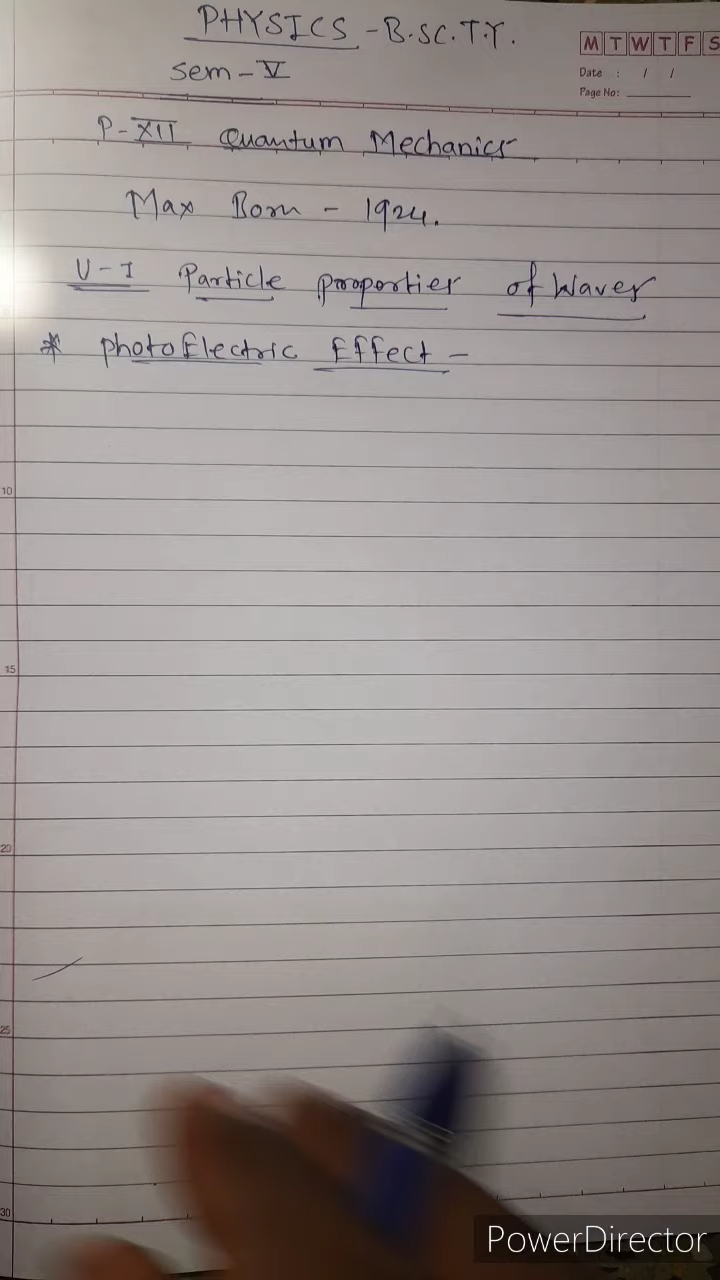 PHYSICS - B.SC.T.Y.
sem - V
M T W T F S
Date : / /
Page No:
P-XII Quantum Mechanics
Max Born - 1924.
U-I Particle properties of Waves
* photoElectric Effect -
10
15
20
25
30
PowerDirector